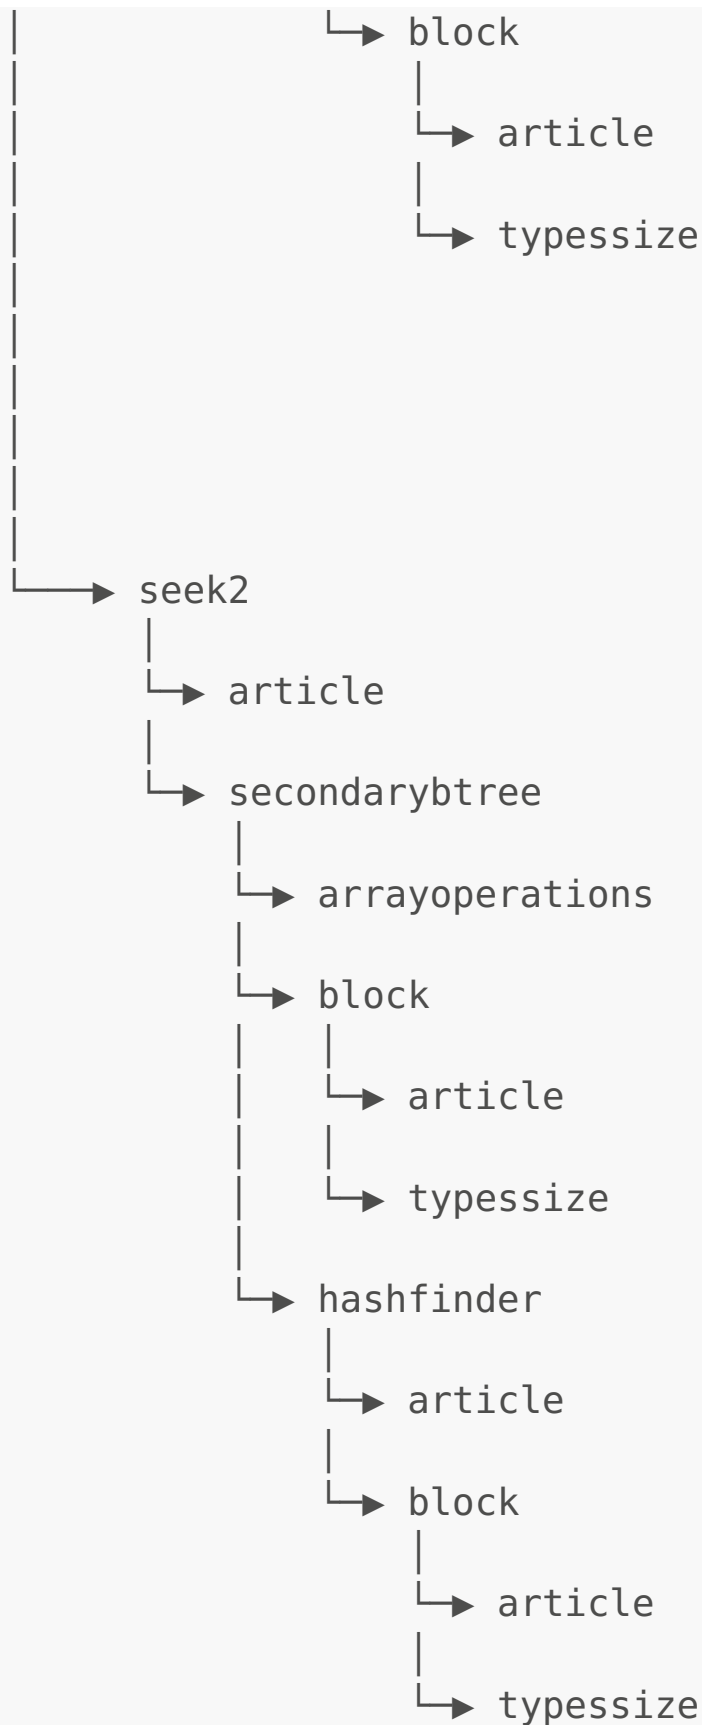 block
article
typessize
seek2
article
secondarybtree
arrayoperations
block
article
typessize
hashfinder
article
block
article
typessize